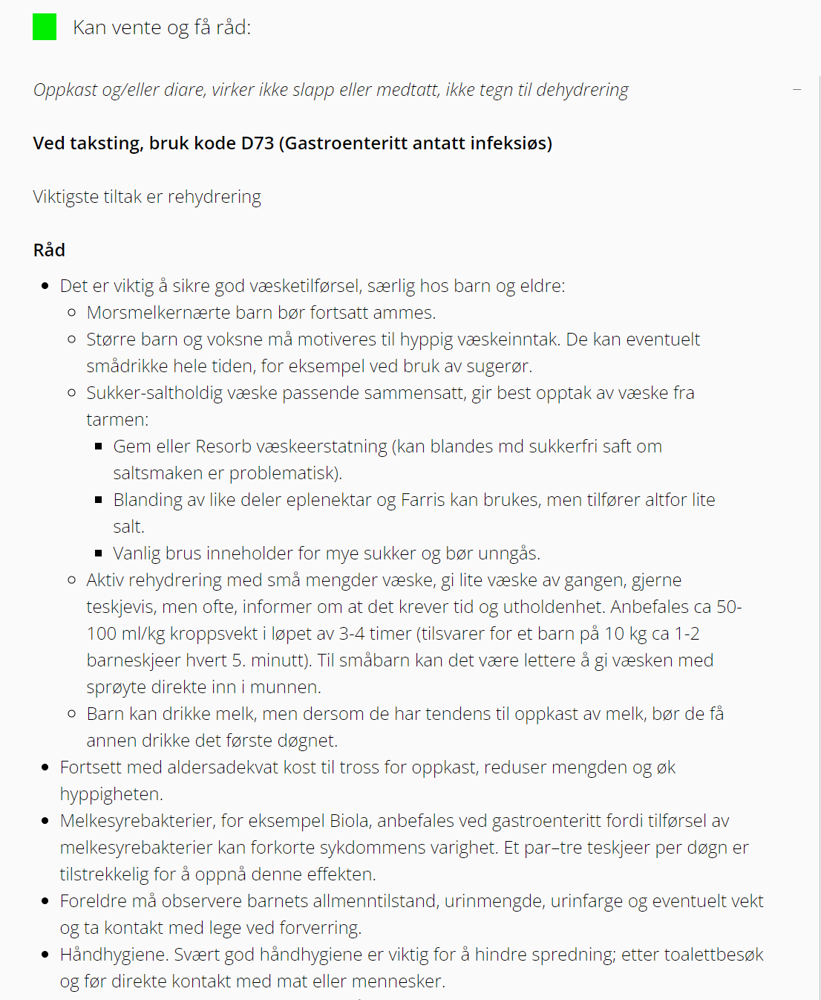 Kan vente og få råd:
Oppkast og/eller diare, virker ikke slapp eller medtatt, ikke tegn til dehydrering
Ved taksting, bruk kode D73 (Gastroenteritt antatt infeksiøs)
Viktigste tiltak er rehydrering
Råd
Det er viktig å sikre god væsketilførsel, særlig hos barn og eldre:
Morsmelkernærte barn bør fortsatt ammes.
Større barn og voksne må motiveres til hyppig væskeinntak. De kan eventuelt
smådrikke hele tiden, for eksempel ved bruk av sugerør.
Sukker-saltholdig væske passende sammensatt, gir best opptak av væske fra
tarmen:
Gem eller Resorb væskeerstatning (kan blandes md sukkerfri saft om
saltsmaken er problematisk).
Blanding av like deler eplenektar og Farris kan brukes, men tilfører altfor lite
salt.
Vanlig brus inneholder for mye sukker og bør unngås.
Aktiv rehydrering med små mengder væske, gi lite væske av gangen, gjerne
teskjevis, men ofte, informer om at det krever tid og utholdenhet. Anbefales ca 50-
100 ml/kg kroppsvekt i løpet av 3-4 timer (tilsvarer for et barn på 10 kg ca 1-2
barneskjeer hvert 5. minutt). Til småbarn kan det være lettere å gi væsken med
sprøyte direkte inn i munnen.
Barn kan drikke melk, men dersom de har tendens til oppkast av melk, bør de få
annen drikke det første døgnet.
Fortsett med aldersadekvat kost til tross for oppkast, reduser mengden og øk
hyppigheten.
Melkesyrebakterier, for eksempel Biola, anbefales ved gastroenteritt fordi tilførsel av
melkesyrebakterier kan forkorte sykdommens varighet. Et par–tre teskjeer per døgn er
tilstrekkelig for å oppnå denne effekten.
Foreldre må observere barnets allmenntilstand, urinmengde, urinfarge og eventuelt vekt
og ta kontakt med lege ved forverring.
Håndhygiene. Svært god håndhygiene er viktig for å hindre spredning; etter toalettbesøk
og før direkte kontakt med mat eller mennesker.